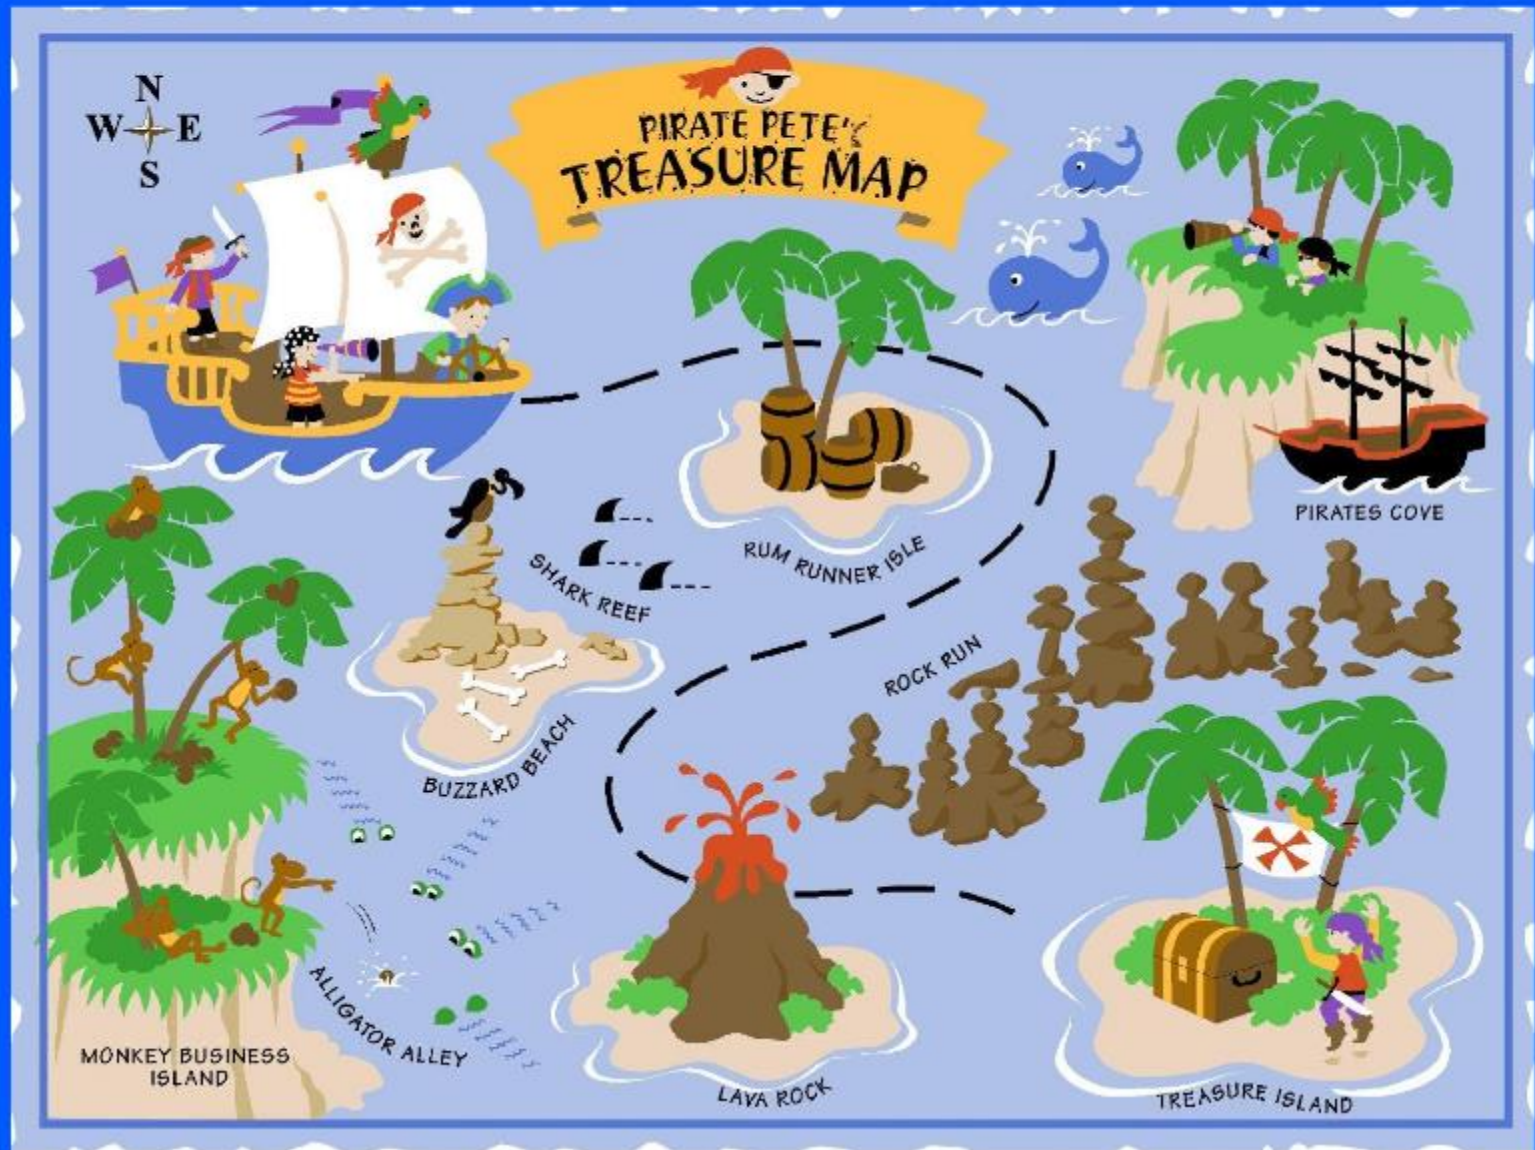 N
W E
S
PIRATE PETE'S
TREASURE MAP
PIRATES COVE
RUM RUNNER ISLE
SHARK REEF
ROCK RUN
BUZZARD BEACH
ALLIGATOR ALLEY
MONKEY BUSINESS
ISLAND
LAVA ROCK
TREASURE ISLAND